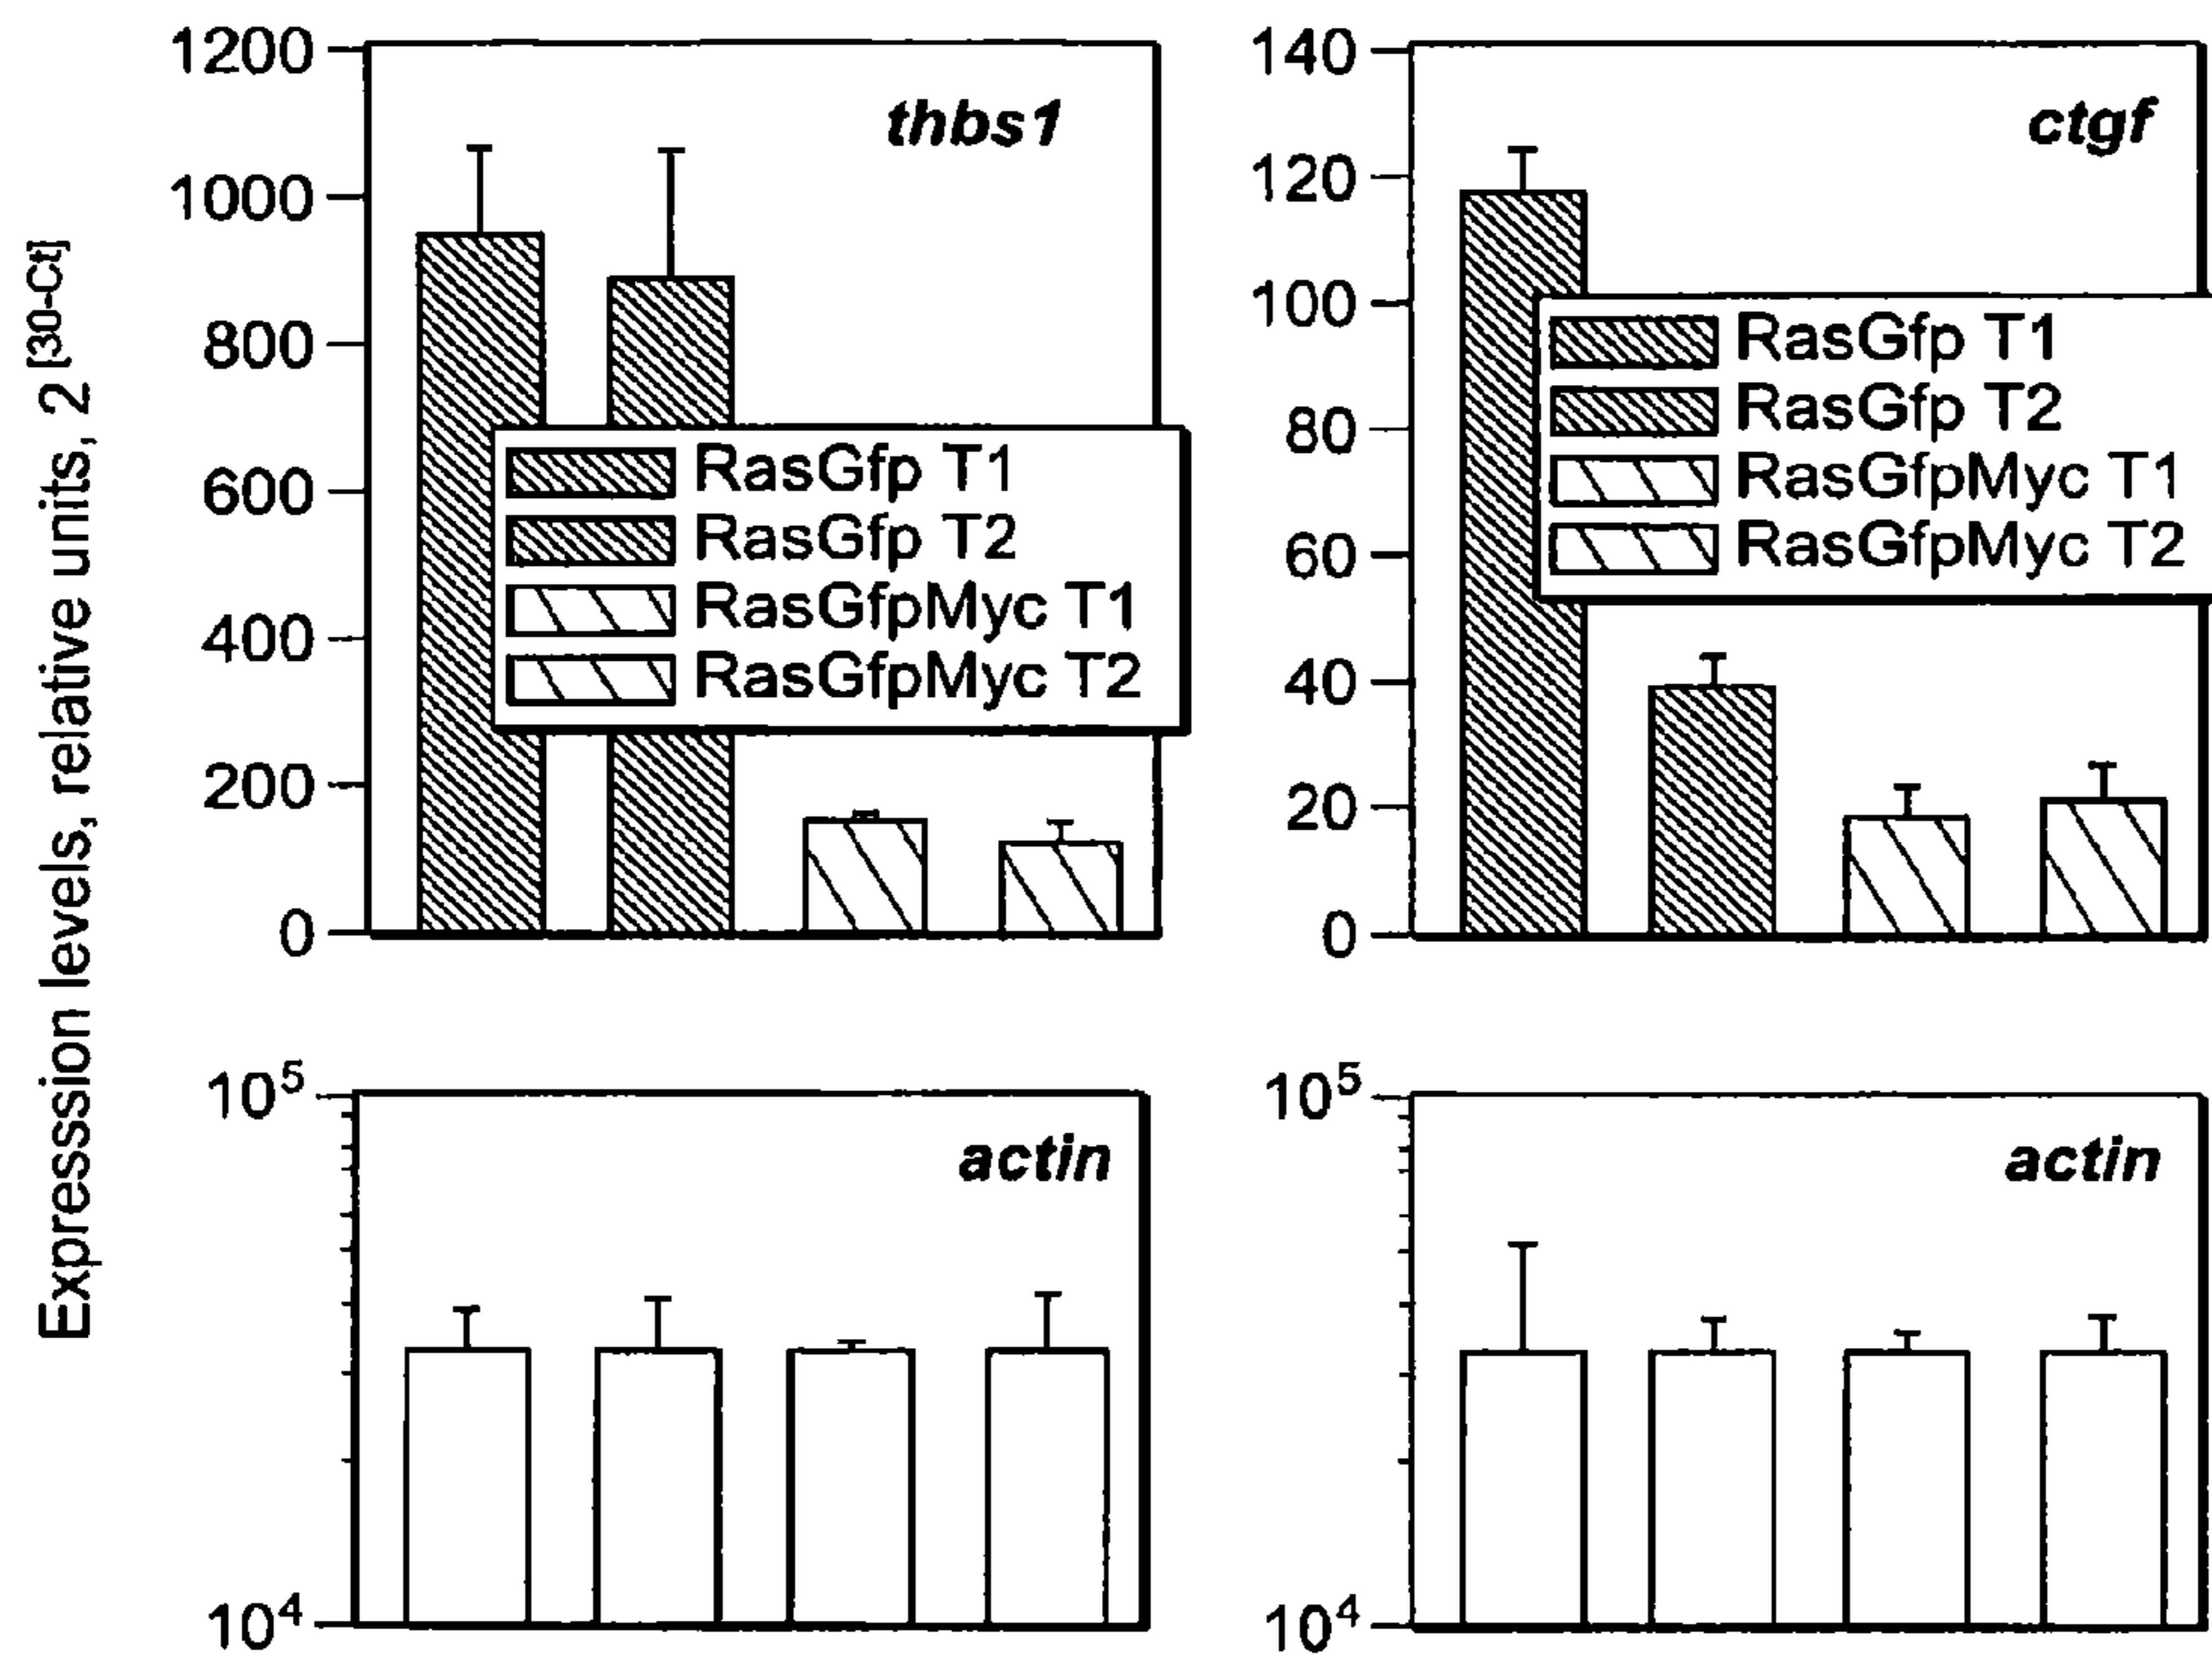 Expression levels, relative units, 2^[30-Ct]
1200
1000
800
600
400
200
0
thbs1
RasGfp T1
RasGfp T2
RasGfpMyc T1
RasGfpMyc T2
140
120
100
80
60
40
20
0
ctgf
RasGfp T1
RasGfp T2
RasGfpMyc T1
RasGfpMyc T2
10⁵
10⁴
actin
10⁵
10⁴
actin